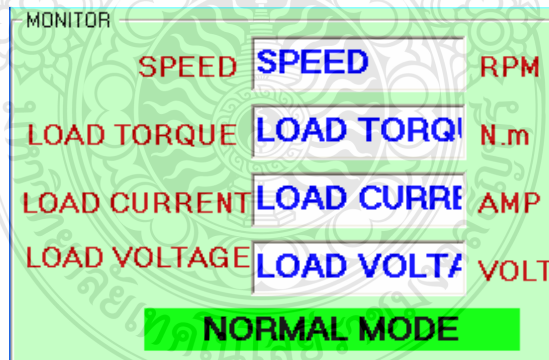 MONITOR
SPEED SPEED RPM
LOAD TORQUE LOAD TORQU N.m
LOAD CURRENT LOAD CURRE AMP
LOAD VOLTAGE LOAD VOLTA VOLT
NORMAL MODE